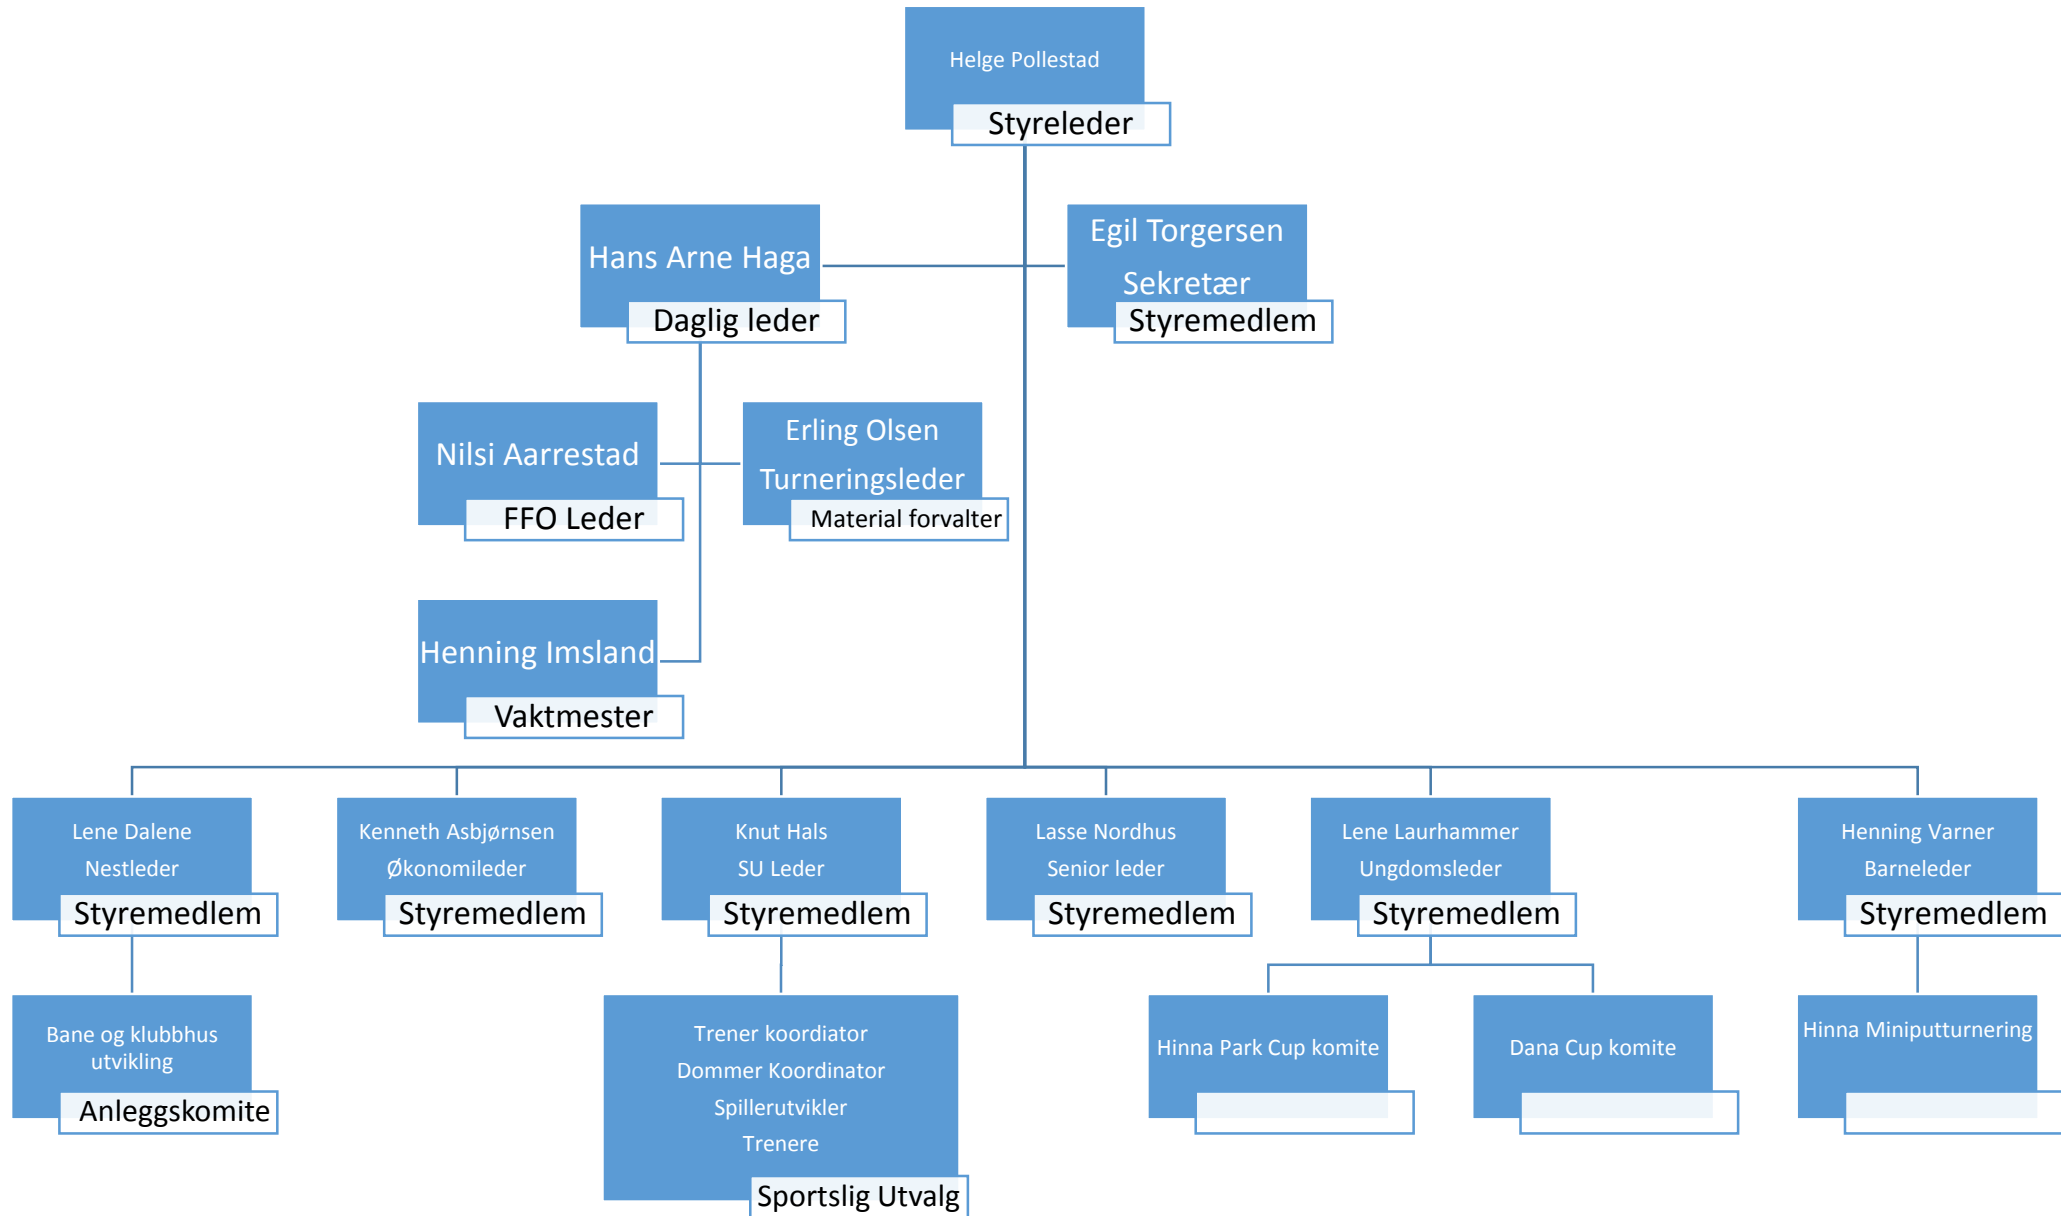 Helge Pollestad
Styreleder
Hans Arne Haga
Daglig leder
Egil Torgersen
Sekretær
Styremedlem
Nilsi Aarrestad
FFO Leder
Erling Olsen
Turneringsleder
Material forvalter
Henning Imsland
Vaktmester
Lene Dalene
Nestleder
Styremedlem
Kenneth Asbjørnsen
Økonomileder
Styremedlem
Knut Hals
SU Leder
Styremedlem
Lasse Nordhus
Senior leder
Styremedlem
Lene Laurhammer
Ungdomsleder
Styremedlem
Henning Varner
Barneleder
Styremedlem
Bane og klubbhus
utvikling
Anleggskomite
Trener koordiator
Dommer Koordinator
Spillerutvikler
Trenere
Sportslig Utvalg
Hinna Park Cup komite
Dana Cup komite
Hinna Miniputturnering